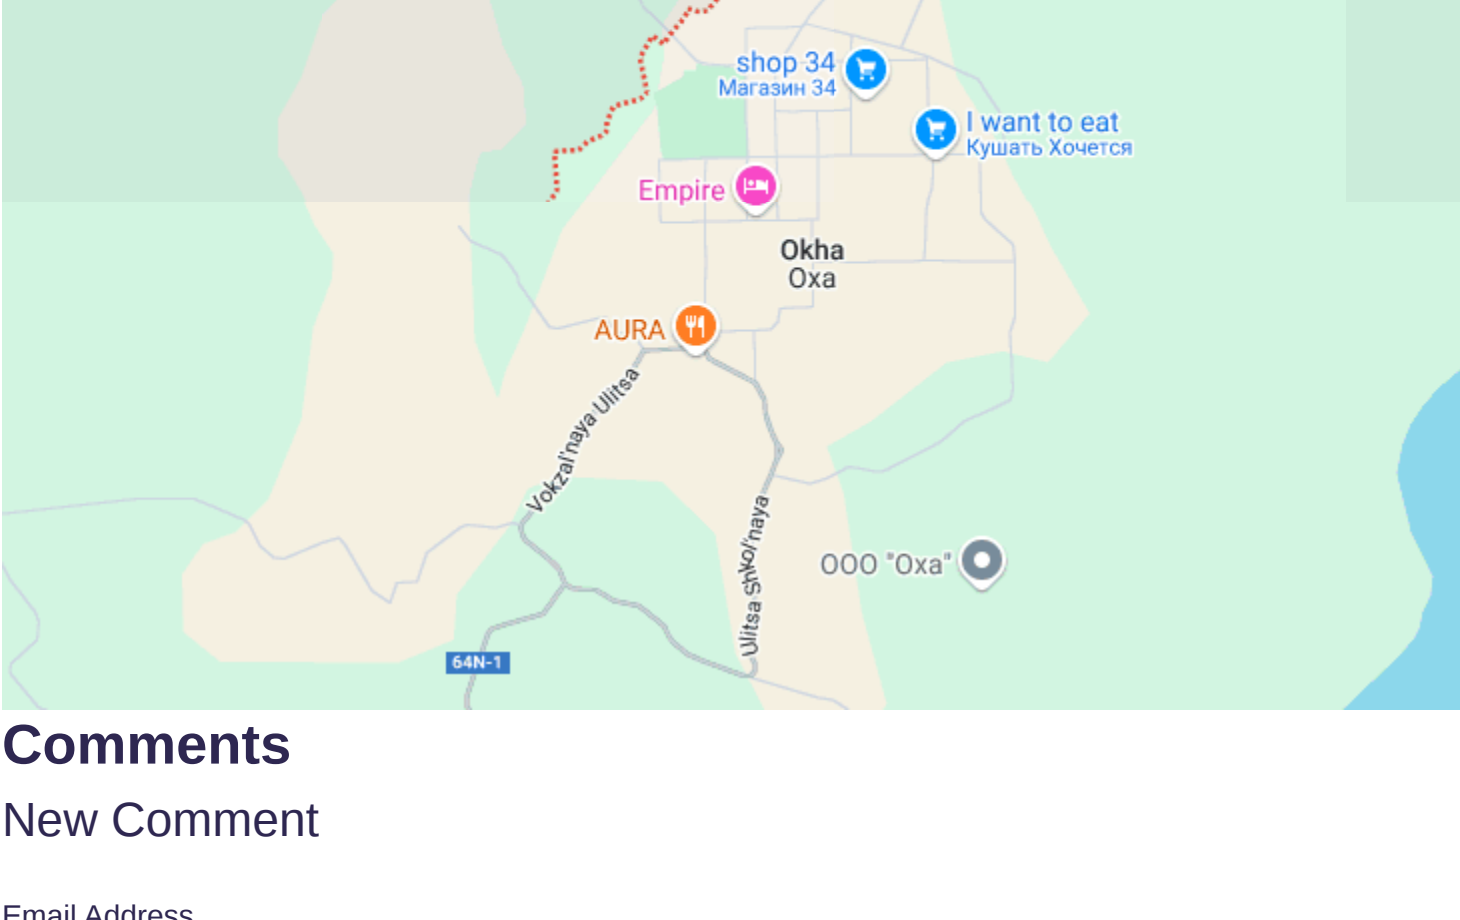 shop 34
Магазин 34
I want to eat
Кушать Хочется
Empire
Okha
Оха
AURA
Vokzal'naya Ulitsa
Ulitsa Shkol'naya
ООО "Оха"
64N-1
Comments
New Comment
Email Address